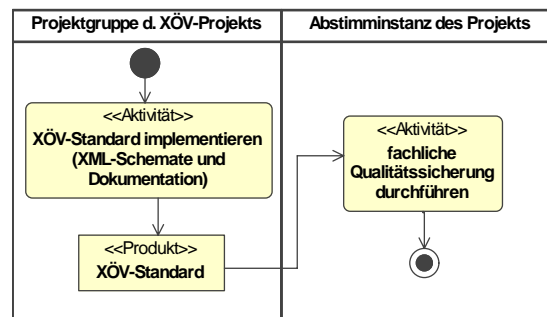 Projektgruppe d. XÖV-Projekts
Abstimminstanz des Projekts
<<Aktivität>>
XÖV-Standard implementieren
(XML-Schemate und
Dokumentation)
<<Produkt>>
XÖV-Standard
<<Aktivität>>
fachliche
Qualitätssicherung
durchführen